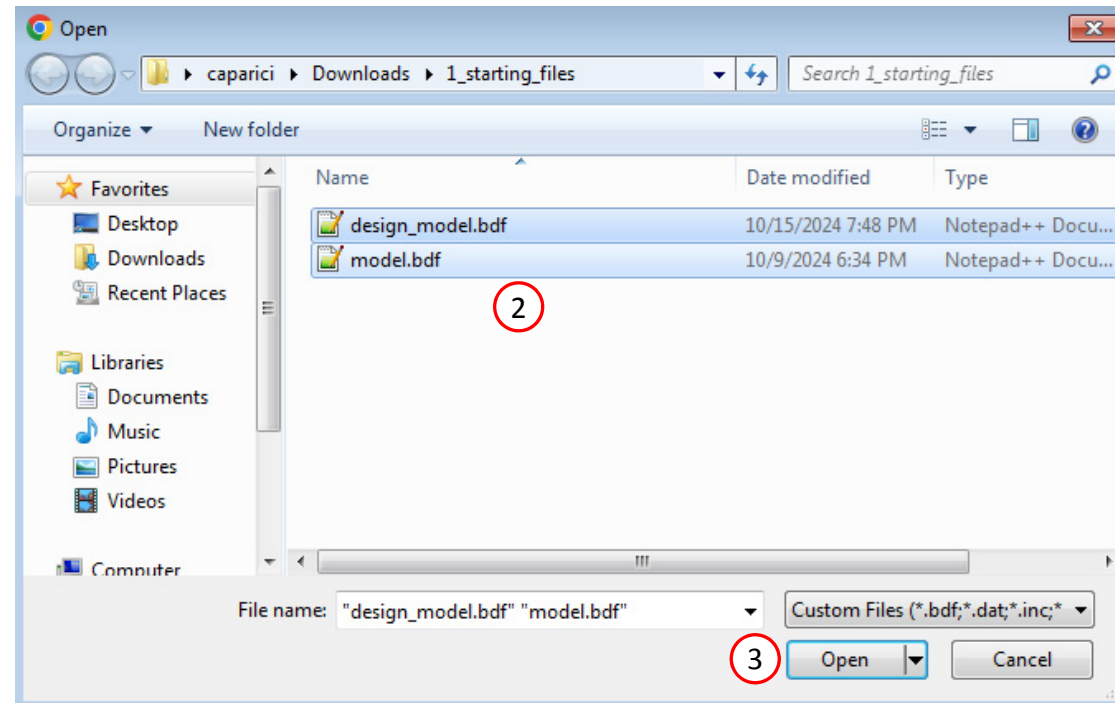 Open
caparici Downloads 1_starting_files Search 1_starting_files
Organize New folder
Name Date modified Type
Favorites
Desktop
Downloads
Recent Places
Libraries
Documents
Music
Pictures
Videos
Computer
design_model.bdf 10/15/2024 7:48 PM Notepad++ Docu...
model.bdf 10/9/2024 6:34 PM Notepad++ Docu...
2
File name: "design_model.bdf" "model.bdf" Custom Files (*.bdf;*.dat;*.inc;*
3 Open Cancel